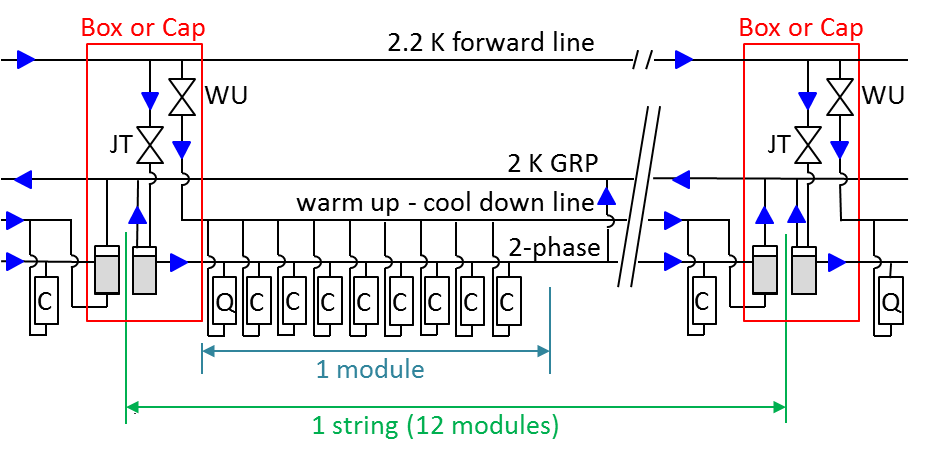 Box or Cap
Box or Cap
2.2 K forward line
WU
WU
JT
JT
2 K GRP
warm up - cool down line
2-phase
C
Q
C
C
C
C
C
C
C
C
C
Q
1 module
1 string (12 modules)